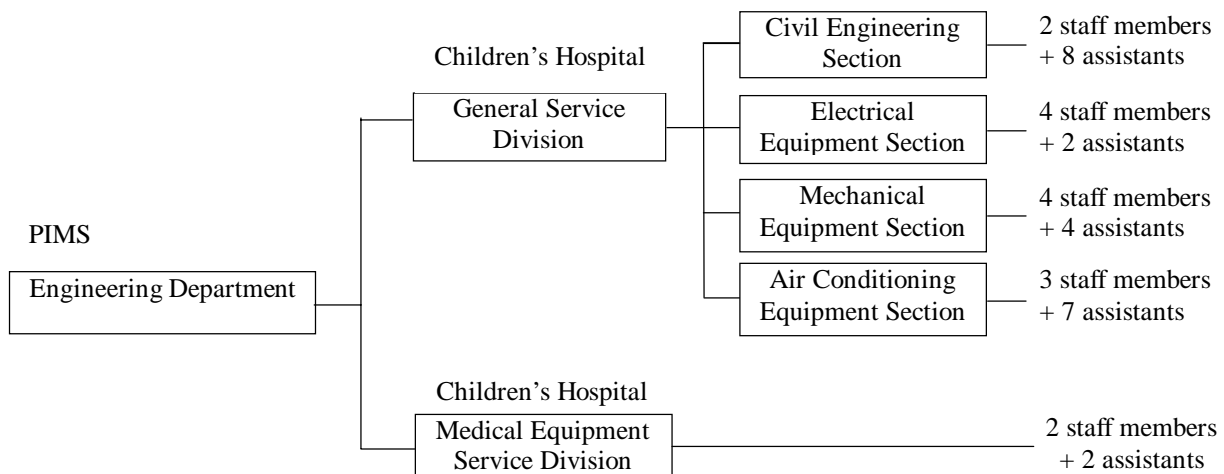 PIMS
Engineering Department
Children's Hospital
General Service
Division
Civil Engineering
Section
2 staff members
+ 8 assistants
Electrical
Equipment Section
4 staff members
+ 2 assistants
Mechanical
Equipment Section
4 staff members
+ 4 assistants
Air Conditioning
Equipment Section
3 staff members
+ 7 assistants
Children's Hospital
Medical Equipment
Service Division
2 staff members
+ 2 assistants